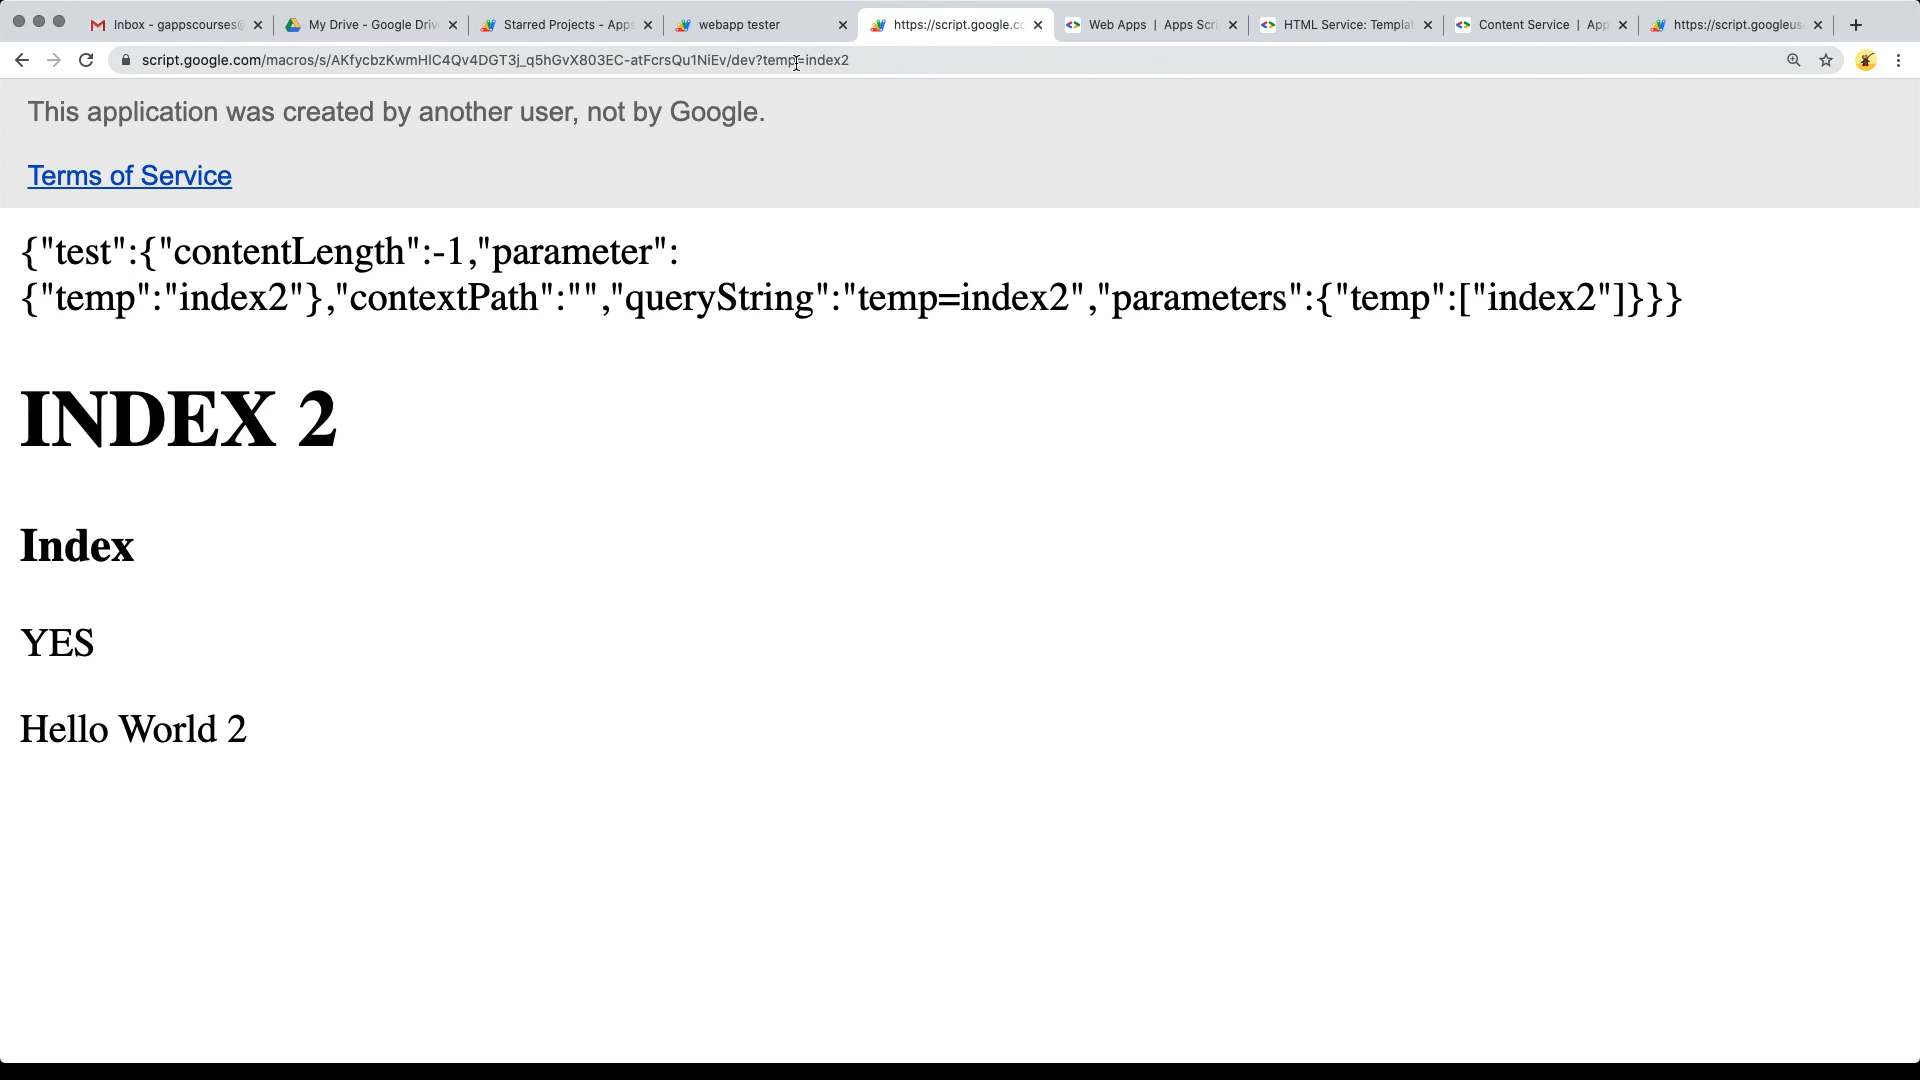 Inbox - gappscourses@
My Drive - Google Driv
Starred Projects - Apps
webapp tester
https://script.google.co
Web Apps | Apps Scri
HTML Service: Templat
Content Service | App
https://script.googleus
script.google.com/macros/s/AKfycbzKwmHlC4Qv4DGT3j_q5hGvX803EC-atFcrsQu1NiEv/dev?temp=index2
This application was created by another user, not by Google.
Terms of Service
{"test":{"contentLength":-1,"parameter":
{"temp":"index2"},"contextPath":"","queryString":"temp=index2","parameters":{"temp":["index2"]}}}
INDEX 2
Index
YES
Hello World 2